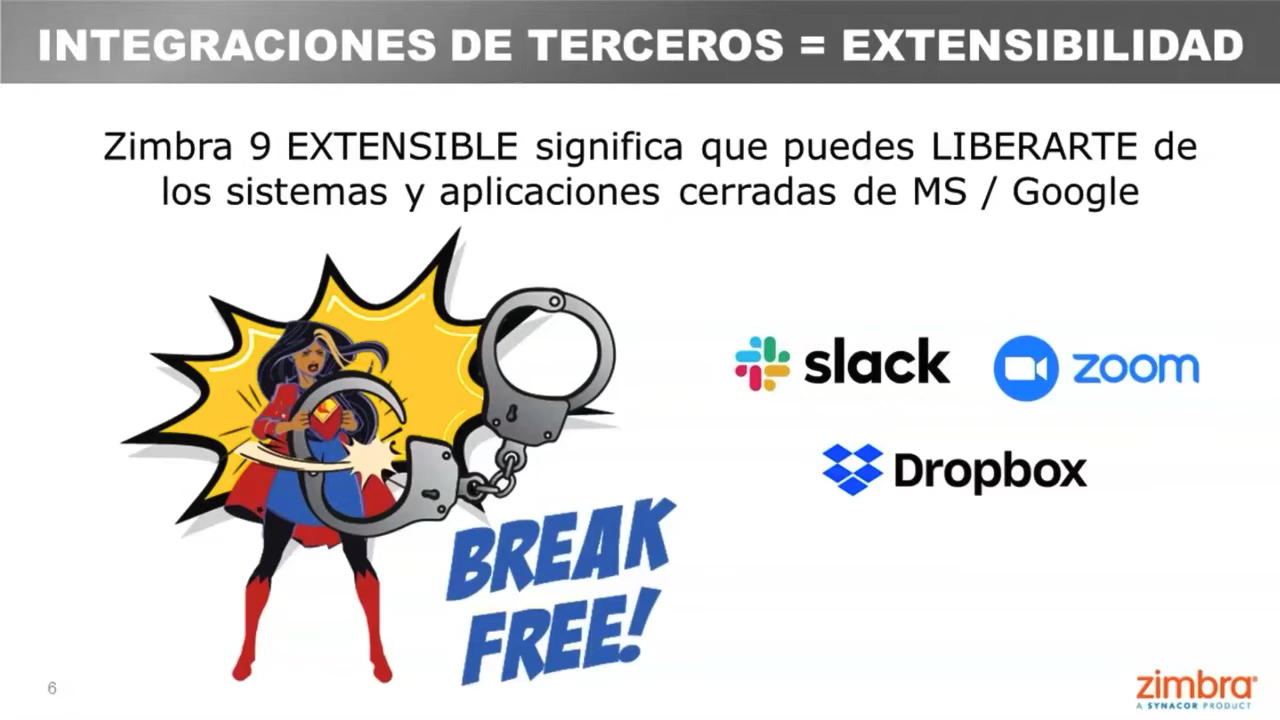 INTEGRACIONES DE TERCEROS = EXTENSIBILIDAD
Zimbra 9 EXTENSIBLE significa que puedes LIBERARTE de
los sistemas y aplicaciones cerradas de MS / Google
slack
zoom
Dropbox
BREAK
FREE!
6
zimbra®
A SYNACOR PRODUCT